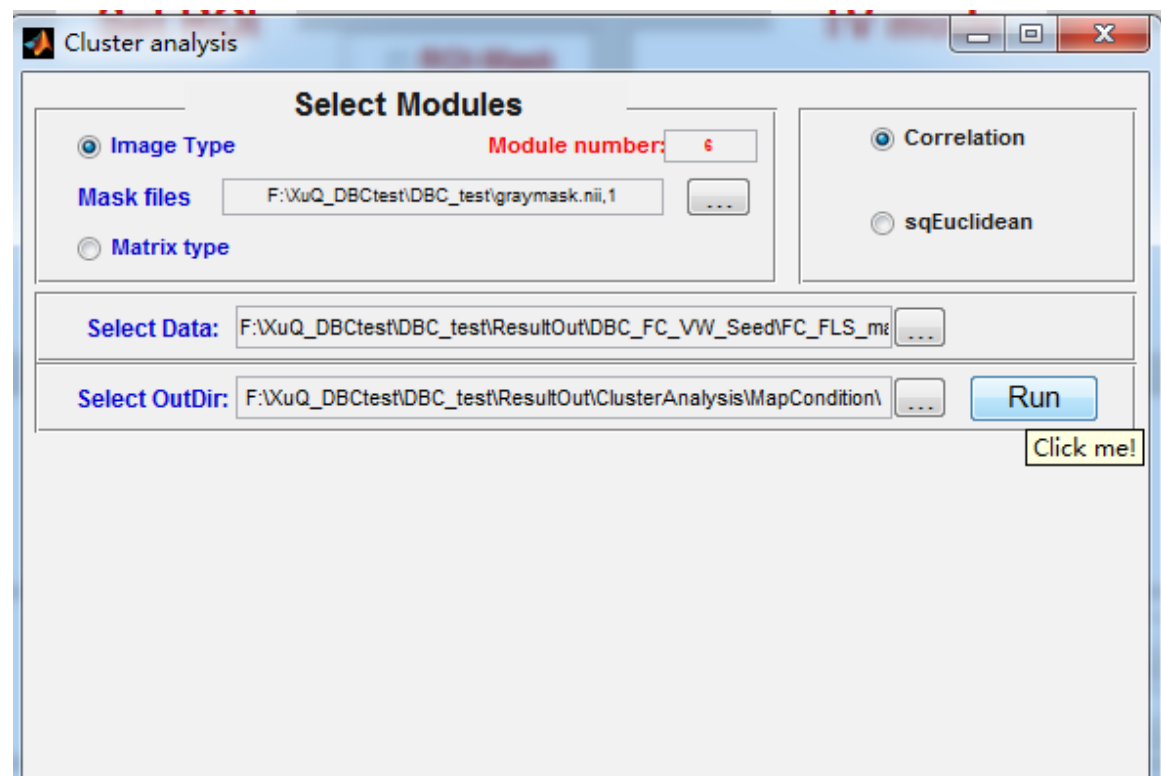 Cluster analysis
Select Modules
Image Type Module number: 6
Mask files F:\XuQ_DBCtest\DBC_test\graymask.nii,1 ...
Matrix type
Correlation
sqEuclidean
Select Data: F:\XuQ_DBCtest\DBC_test\ResultOut\DBC_FC_VW_Seed\FC_FLS_ma ...
Select OutDir: F:\XuQ_DBCtest\DBC_test\ResultOut\ClusterAnalysis\MapCondition\ ... Run
Click me!